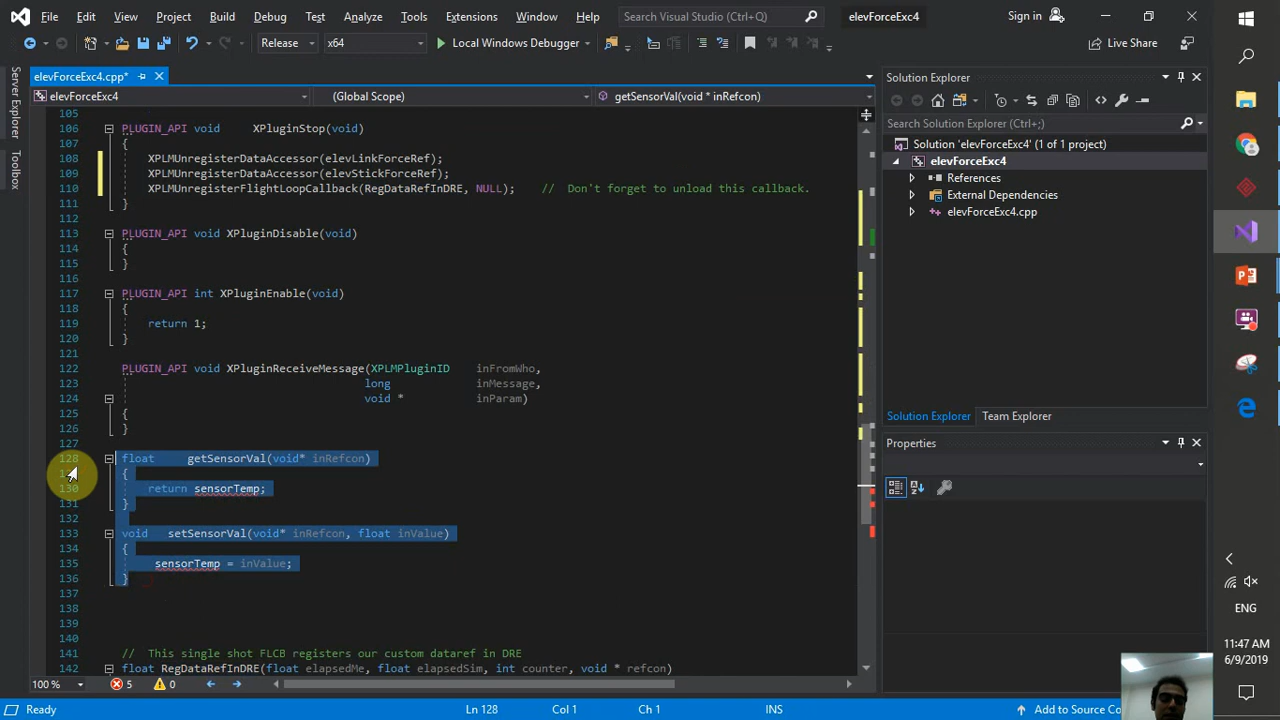 File Edit View Project Build Debug Test Analyze Tools Extensions Window Help Search Visual Studio (Ctrl+Q) elevForceExc4 Sign in
Release x64 Local Windows Debugger Live Share
elevForceExc4.cpp*
elevForceExc4 (Global Scope) getSensorVal(void * inRefcon)
Server Explorer
Toolbox
105
106 PLUGIN_API void XPluginStop(void)
107 {
108 XPLMUnregisterDataAccessor(elevLinkForceRef);
109 XPLMUnregisterDataAccessor(elevStickForceRef);
110 XPLMUnregisterFlightLoopCallback(RegDataRefInDRE, NULL); // Don't forget to unload this callback.
111 }
112
113 PLUGIN_API void XPluginDisable(void)
114 {
115 }
116
117 PLUGIN_API int XPluginEnable(void)
118 {
119 return 1;
120 }
121
122 PLUGIN_API void XPluginReceiveMessage(XPLMPluginID inFromWho,
123 long inMessage,
124 void * inParam)
125 {
126 }
127
128 float getSensorVal(void* inRefcon)
{
130 return sensorTemp;
131 }
132
133 void setSensorVal(void* inRefcon, float inValue)
134 {
135 sensorTemp = inValue;
136 }
137
138
139
140
141 // This single shot FLCB registers our custom dataref in DRE
142 float RegDataRefInDRE(float elapsedMe, float elapsedSim, int counter, void * refcon)
100 % 5 0
Ready Ln 128 Col 1 Ch 1 INS Add to Source Co
Solution Explorer
Search Solution Explorer (Ctrl+;)
Solution 'elevForceExc4' (1 of 1 project)
elevForceExc4
References
External Dependencies
elevForceExc4.cpp
Solution Explorer Team Explorer
Properties
ENG
11:47 AM
6/9/2019